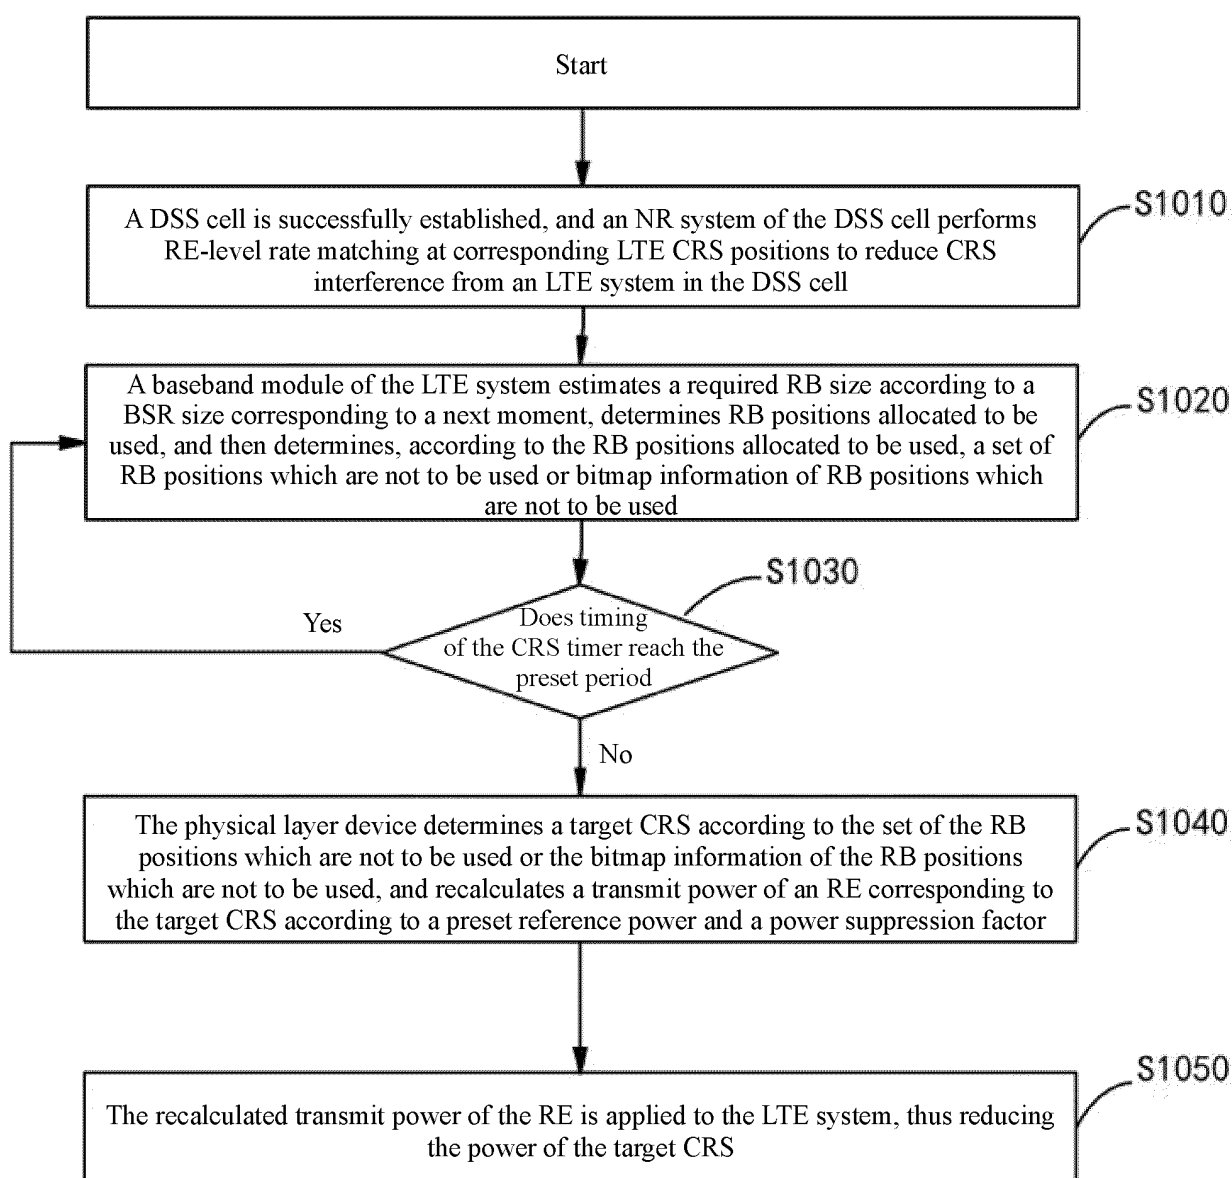 Start
S1010
A DSS cell is successfully established, and an NR system of the DSS cell performs
RE-level rate matching at corresponding LTE CRS positions to reduce CRS
interference from an LTE system in the DSS cell
S1020
A baseband module of the LTE system estimates a required RB size according to a
BSR size corresponding to a next moment, determines RB positions allocated to be
used, and then determines, according to the RB positions allocated to be used, a set of
RB positions which are not to be used or bitmap information of RB positions which
are not to be used
S1030
Does timing
of the CRS timer reach the
preset period
Yes
No
S1040
The physical layer device determines a target CRS according to the set of the RB
positions which are not to be used or the bitmap information of the RB positions
which are not to be used, and recalculates a transmit power of an RE corresponding to
the target CRS according to a preset reference power and a power suppression factor
S1050
The recalculated transmit power of the RE is applied to the LTE system, thus reducing
the power of the target CRS